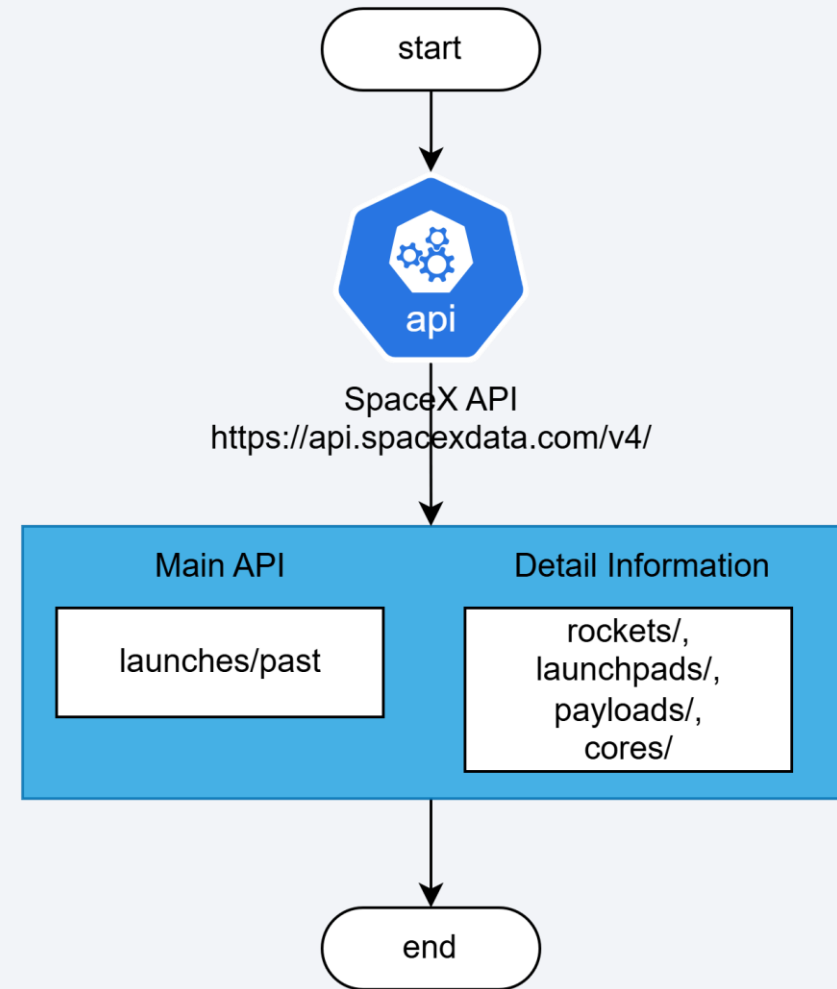 start
api
SpaceX API
https://api.spacexdata.com/v4/
Main API
launches/past
Detail Information
rockets/,
launchpads/,
payloads/,
cores/
end